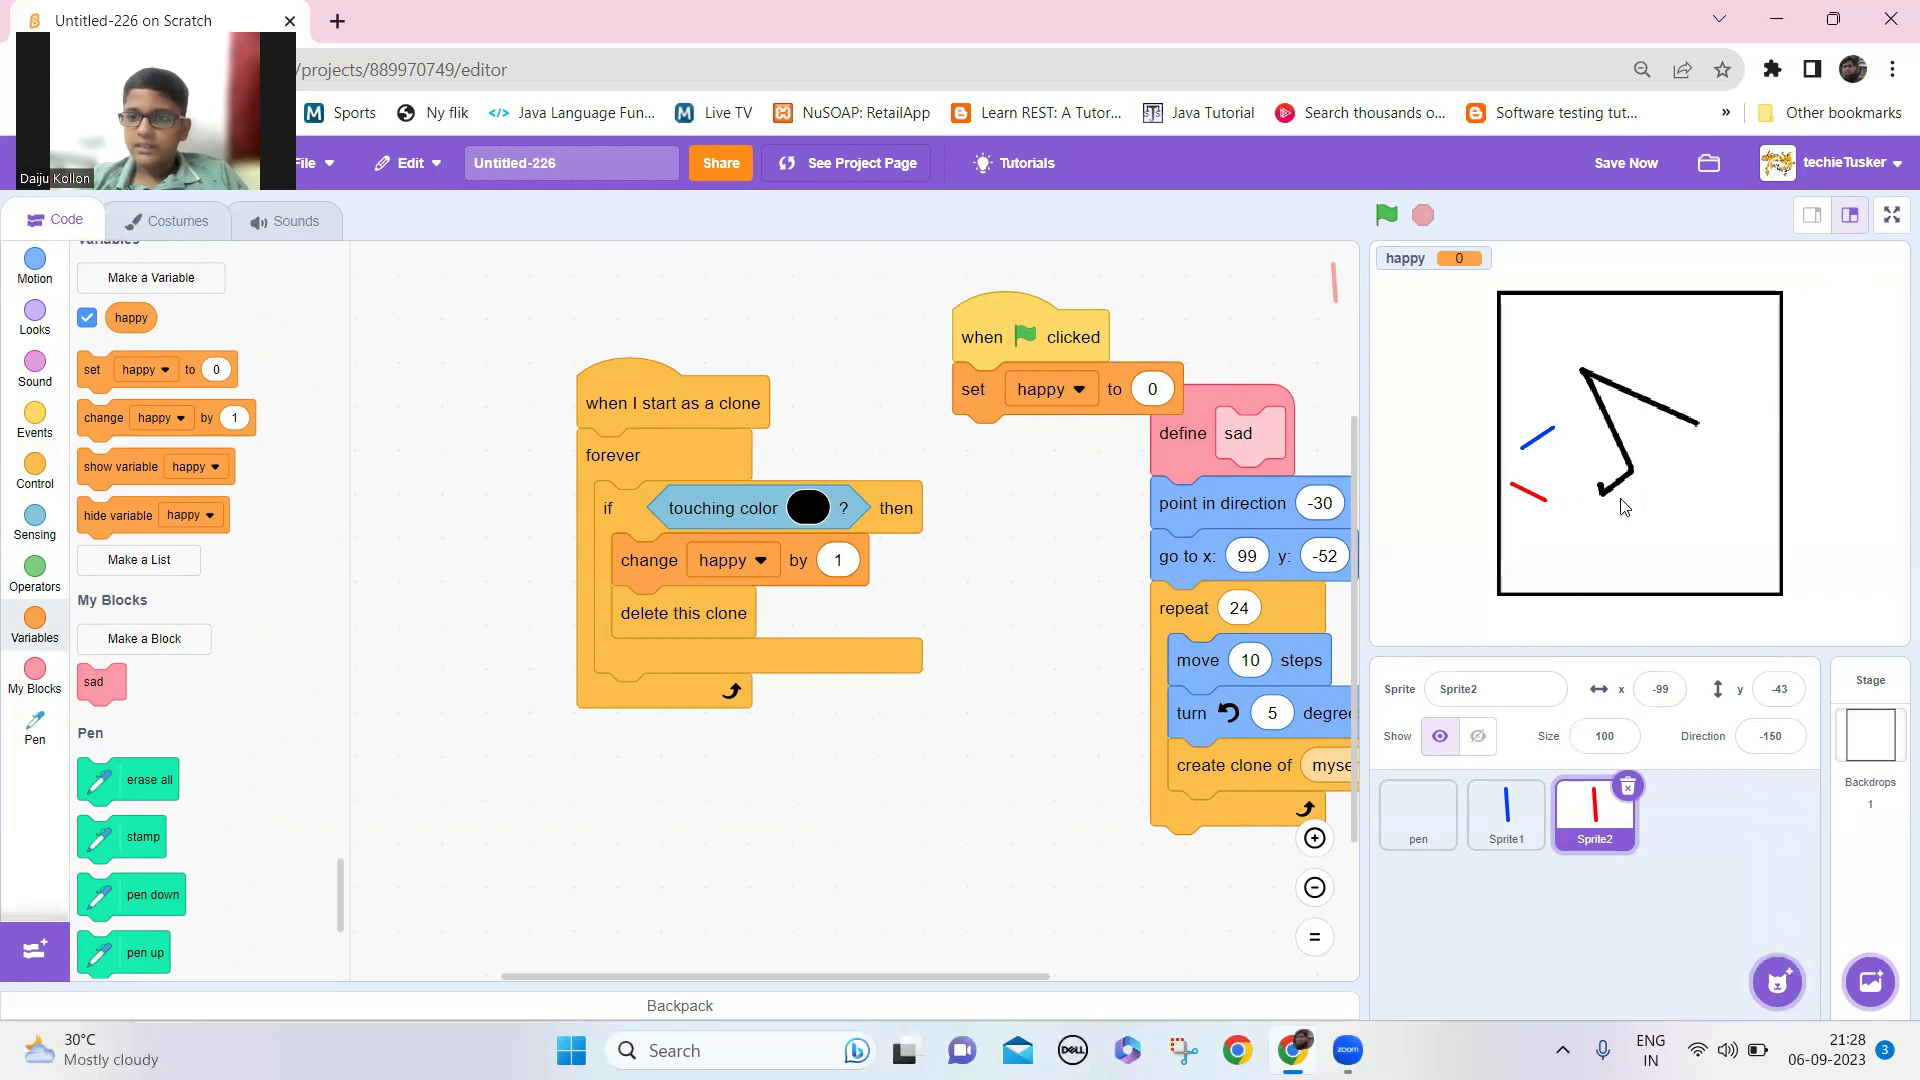 Untitled-226 on Scratch
/projects/889970749/editor
Sports
Ny flik
Java Language Fun...
Live TV
NuSOAP: RetailApp
Learn REST: A Tutor...
Java Tutorial
Search thousands o...
Software testing tut...
»
Other bookmarks
Daiju Kollon
File
Edit
Untitled-226
Share
See Project Page
Tutorials
Save Now
techieTusker
Code
Costumes
Sounds
Motion
Looks
Sound
Events
Control
Sensing
Operators
Variables
My Blocks
Pen
Variables
Make a Variable
happy
set happy to 0
change happy by 1
show variable happy
hide variable happy
Make a List
My Blocks
Make a Block
sad
Pen
erase all
stamp
pen down
pen up
when I start as a clone
forever
if touching color ? then
change happy by 1
delete this clone
when clicked
set happy to 0
define sad
point in direction -30
go to x: 99 y: -52
repeat 24
move 10 steps
turn 5 degree
create clone of myse
Backpack
happy 0
Sprite Sprite2 x -99 y -43
Show Size 100 Direction -150
pen
Sprite1
Sprite2
Stage
Backdrops
1
30°C
Mostly cloudy
Search
DELL
zoom
ENG
IN
21:28
06-09-2023
3